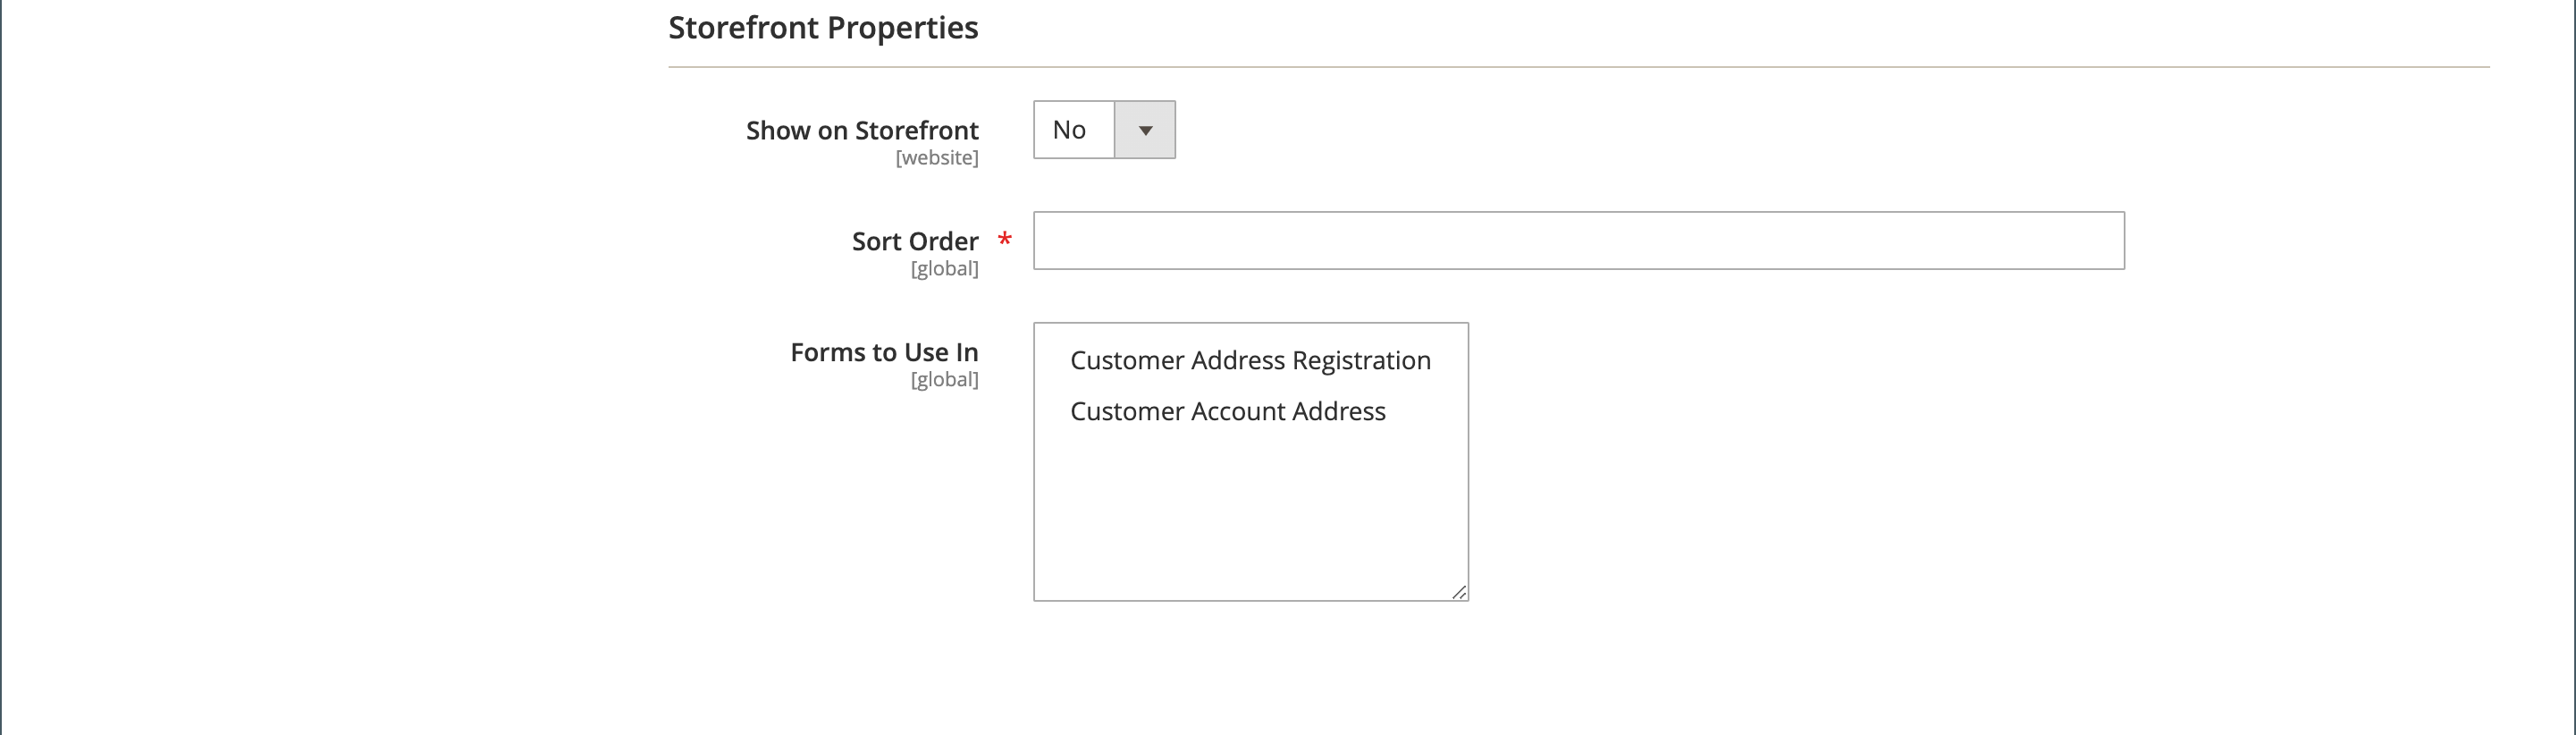 Storefront Properties
Show on Storefront
[website]
No
Sort Order *
[global]
Forms to Use In
[global]
Customer Address Registration
Customer Account Address